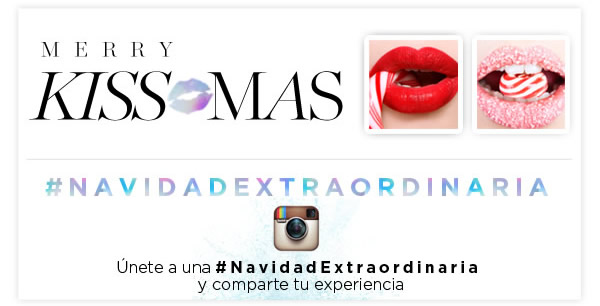 MERRY
KISS MAS
#NAVIDADEXTRAORDINARIA
Únete a una #NavidadExtraordinaria
y comparte tu experiencia